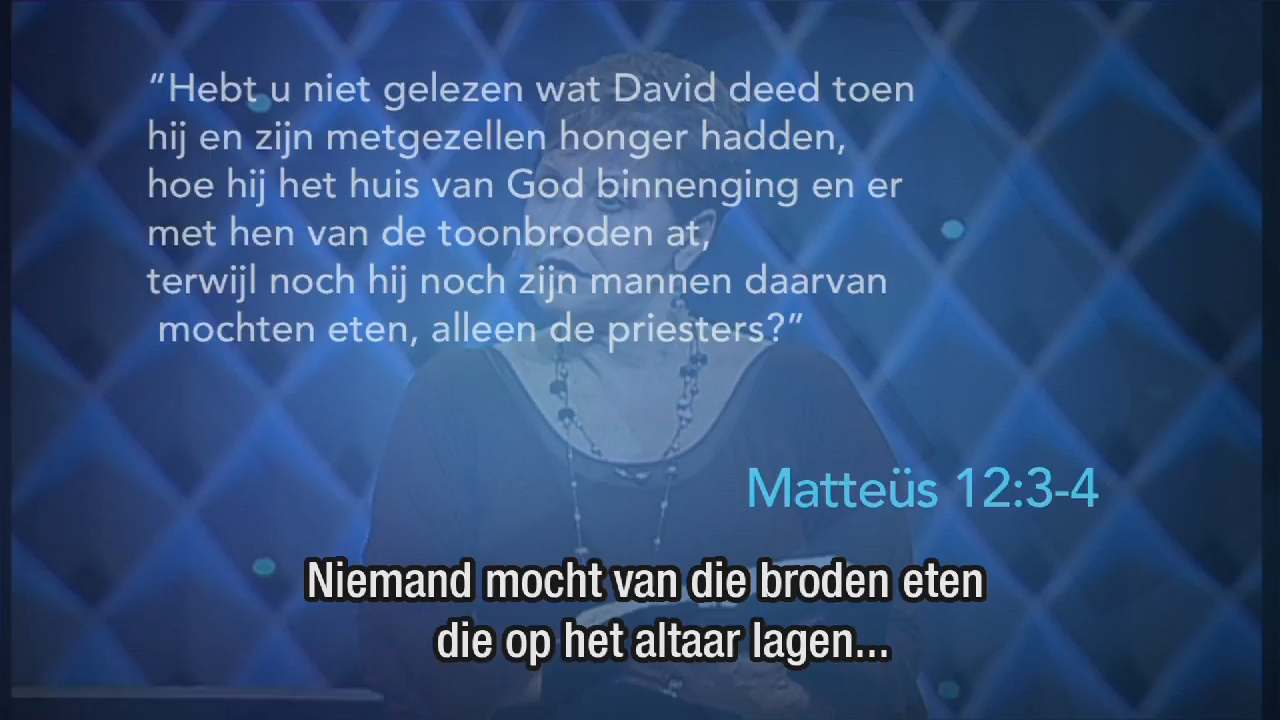 “Hebt u niet gelezen wat David deed toen
hij en zijn metgezellen honger hadden,
hoe hij het huis van God binnenging en er
met hen van de toonbroden at,
terwijl noch hij noch zijn mannen daarvan
mochten eten, alleen de priesters?”
Matteüs 12:3-4
Niemand mocht van die broden eten
die op het altaar lagen...